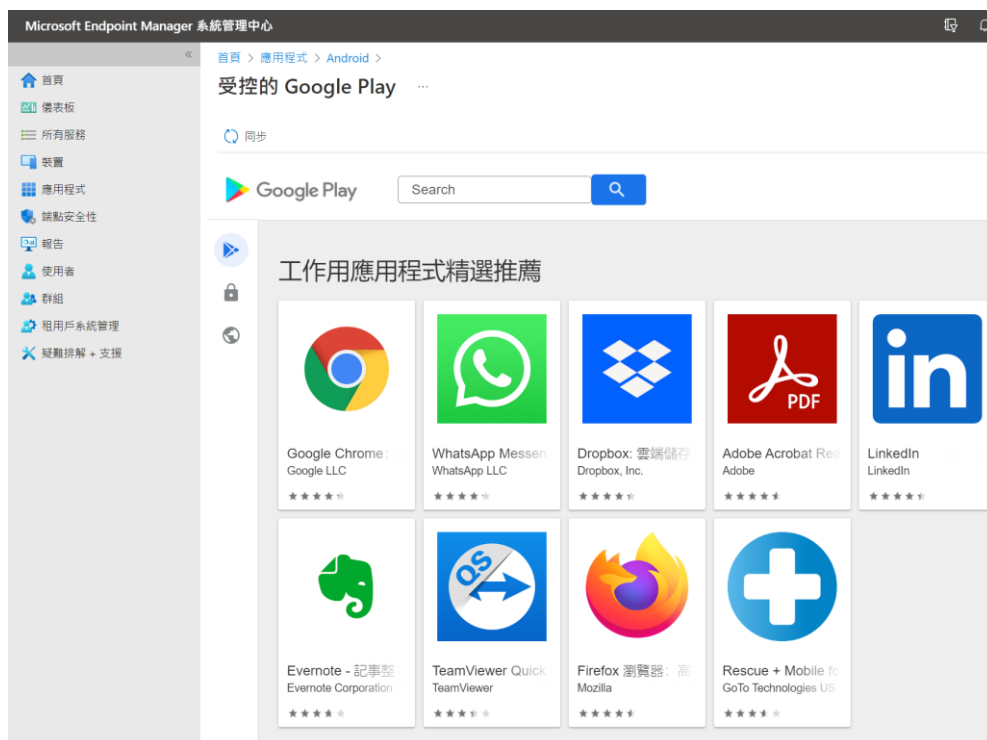 Microsoft Endpoint Manager 系統管理中心
«
首頁 > 應用程式 > Android >
受控的 Google Play ...
首頁
儀表板
所有服務
裝置
應用程式
端點安全性
報告
使用者
群組
租用戶系統管理
疑難排解 + 支援
同步
Google Play
Search
工作用應用程式精選推薦
PDF
in
Google Chrome:
Google LLC
WhatsApp Messen
WhatsApp LLC
Dropbox: 雲端儲存
Dropbox, Inc.
Adobe Acrobat Rea
Adobe
LinkedIn
LinkedIn
QS
Evernote - 記事整
Evernote Corporation
TeamViewer Quick
TeamViewer
Firefox 瀏覽器：高
Mozilla
Rescue + Mobile fo
GoTo Technologies US